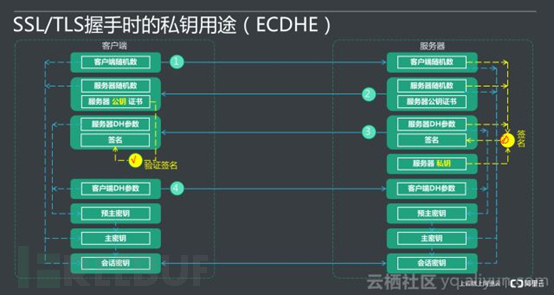 SSL/TLS握手时的私钥用途（ECDHE）
客户端
服务器
客户端随机数
1
客户端随机数
服务器随机数
服务器随机数
服务器 公钥 证书
2
服务器公钥证书
服务器DH参数
3
服务器DH参数
签名
签名
签名
验证签名
服务器 私钥
客户端DH参数
4
客户端DH参数
预主密钥
预主密钥
主密钥
主密钥
会话密钥
会话密钥
REEBUF
云栖社区 yq.aliyun.com
阿里云